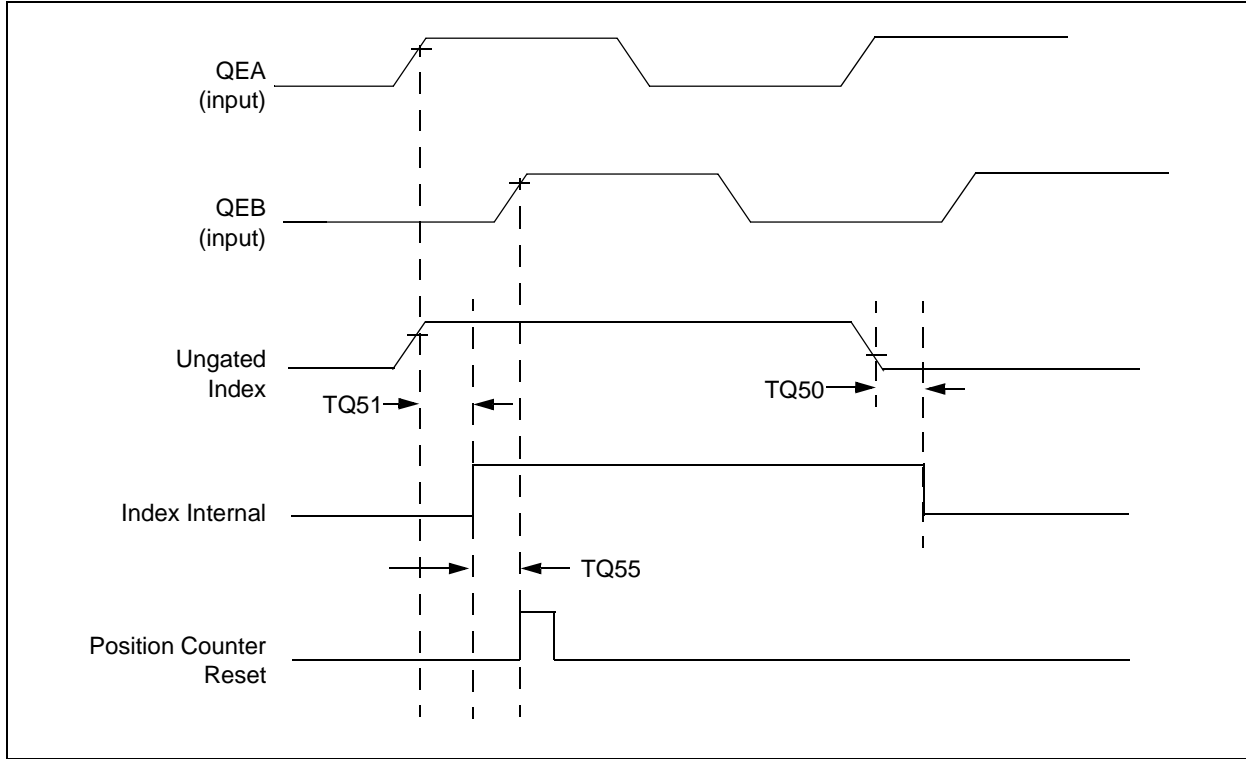 QEA
(input)
QEB
(input)
Ungated
Index
TQ51
TQ50
Index Internal
TQ55
Position Counter
Reset